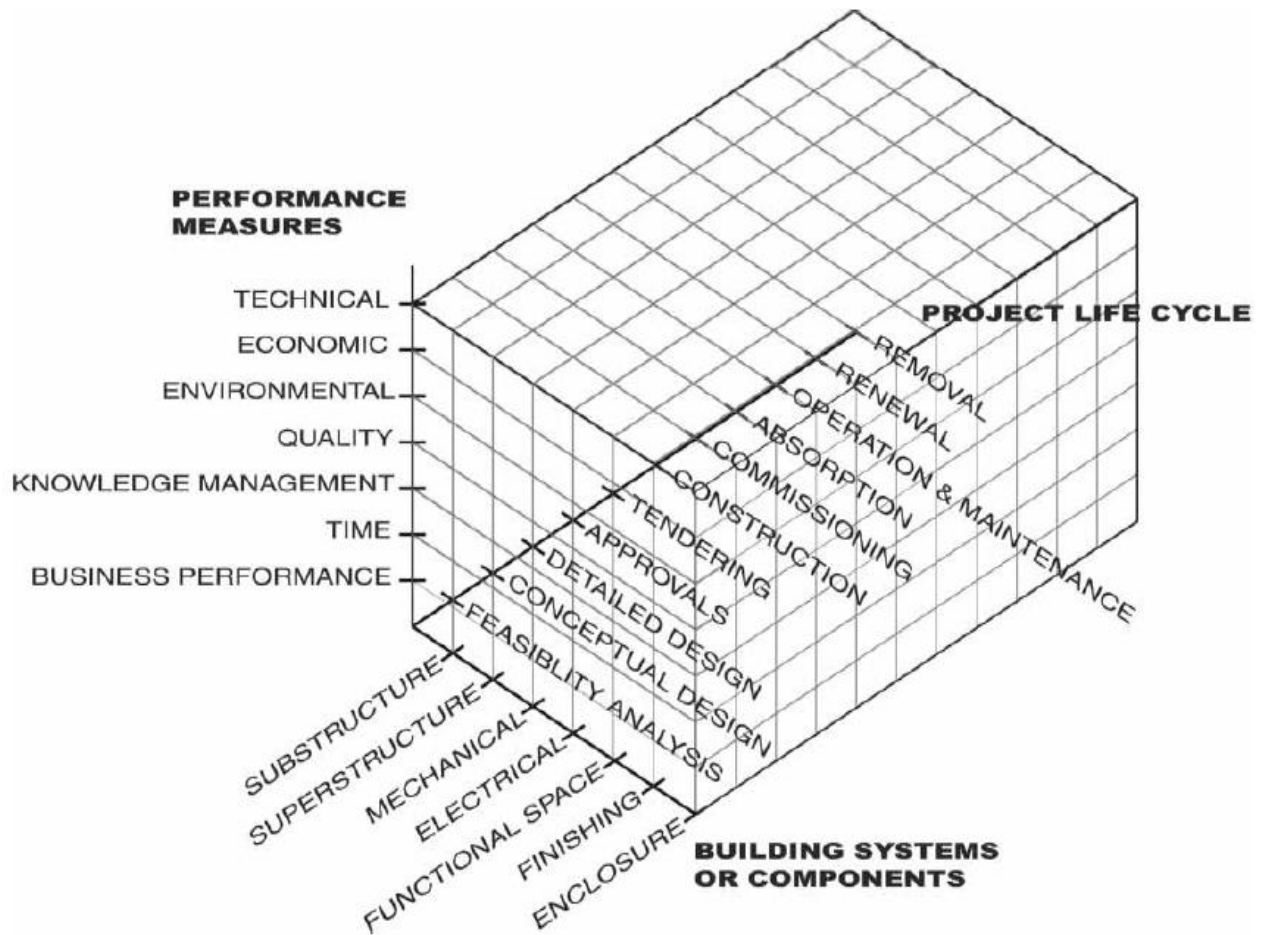 PERFORMANCE
MEASURES
TECHNICAL
ECONOMIC
ENVIRONMENTAL
QUALITY
KNOWLEDGE MANAGEMENT
TIME
BUSINESS PERFORMANCE
PROJECT LIFE CYCLE
REMOVAL
RENEWAL
OPERATION & MAINTENANCE
ABSORPTION
COMMISSIONING
CONSTRUCTION
TENDERING
APPROVALS
DETAILED DESIGN
CONCEPTUAL DESIGN
FEASIBLITY ANALYSIS
SUBSTRUCTURE
SUPERSTRUCTURE
MECHANICAL
ELECTRICAL
FUNCTIONAL SPACE
FINISHING
ENCLOSURE
BUILDING SYSTEMS
OR COMPONENTS